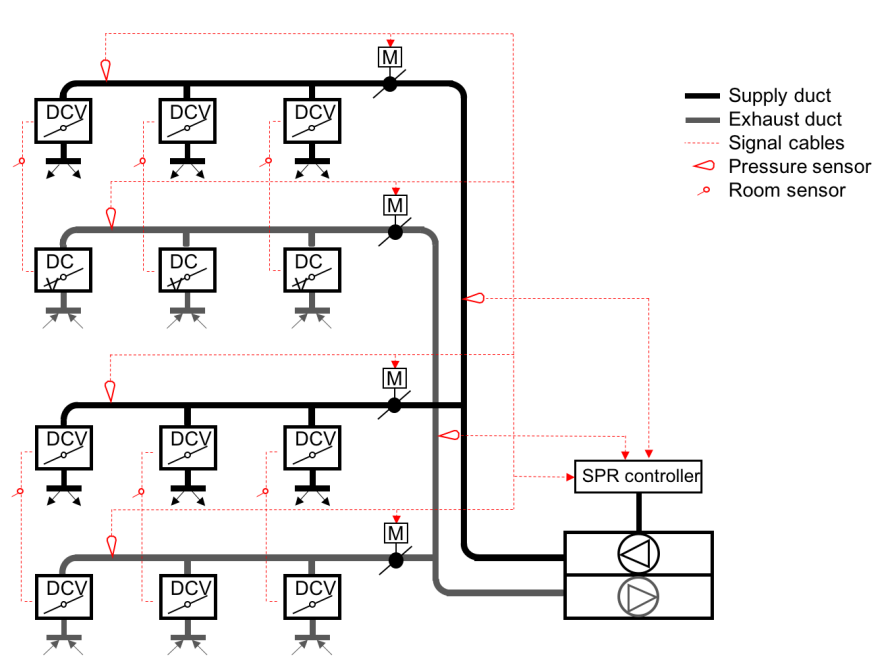 M
DCV DCV DCV
Supply duct
Exhaust duct
Signal cables
Pressure sensor
Room sensor
M
DC V DC V DC V
M
DCV DCV DCV
SPR controller
M
DCV DCV DCV